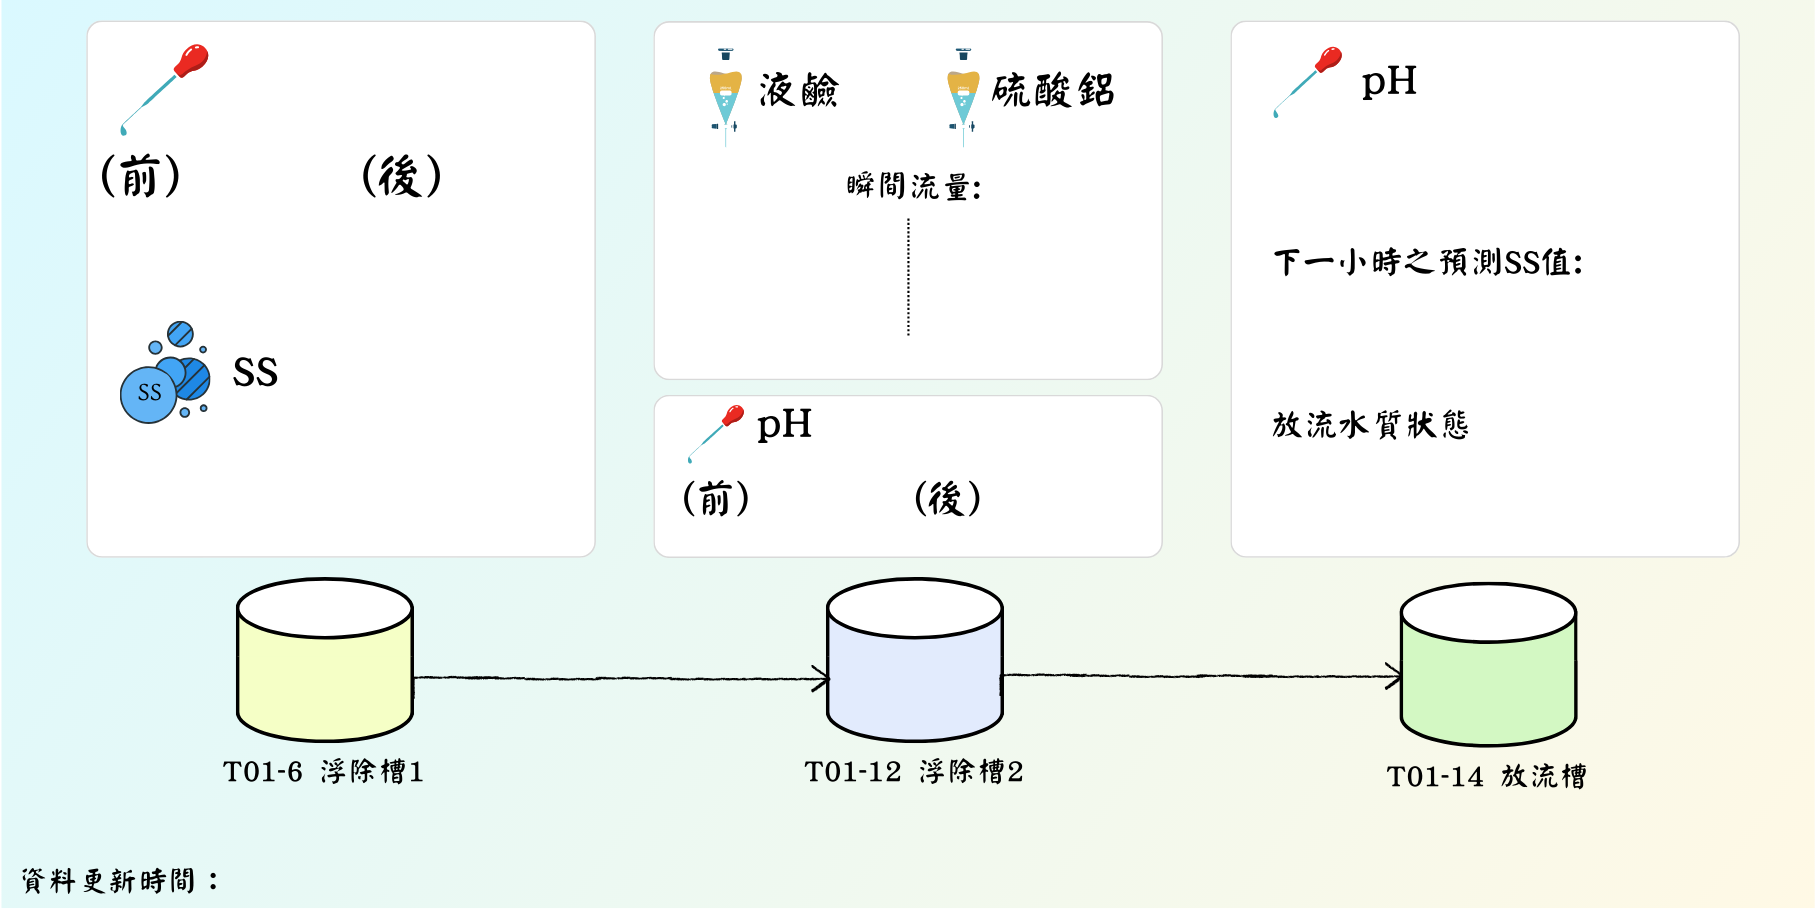 (前) (後)
SS
SS
液鹼 硫酸鋁
瞬間流量:
pH
(前) (後)
pH
下一小時之預測SS值:
放流水質狀態
T01-6 浮除槽1
T01-12 浮除槽2
T01-14 放流槽
資料更新時間：